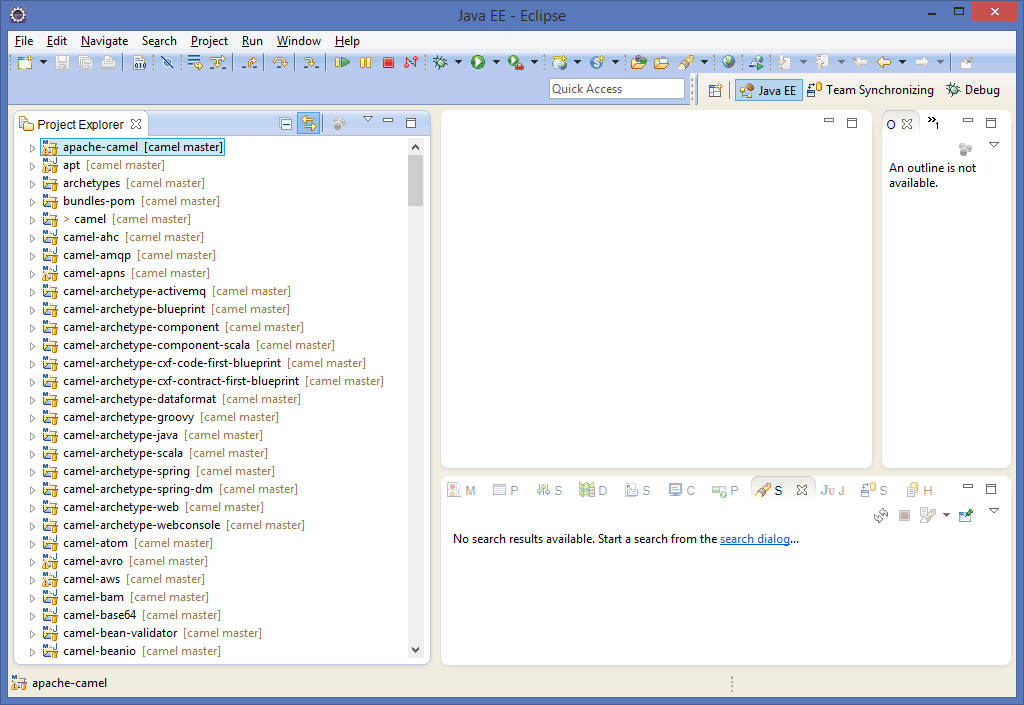 Java EE - Eclipse
File Edit Navigate Search Project Run Window Help
Quick Access
Java EE Team Synchronizing Debug
Project Explorer
apache-camel [camel master]
apt [camel master]
archetypes [camel master]
bundles-pom [camel master]
> camel [camel master]
camel-ahc [camel master]
camel-amqp [camel master]
camel-apns [camel master]
camel-archetype-activemq [camel master]
camel-archetype-blueprint [camel master]
camel-archetype-component [camel master]
camel-archetype-component-scala [camel master]
camel-archetype-cxf-code-first-blueprint [camel master]
camel-archetype-cxf-contract-first-blueprint [camel master]
camel-archetype-dataformat [camel master]
camel-archetype-groovy [camel master]
camel-archetype-java [camel master]
camel-archetype-scala [camel master]
camel-archetype-spring [camel master]
camel-archetype-spring-dm [camel master]
camel-archetype-web [camel master]
camel-archetype-webconsole [camel master]
camel-atom [camel master]
camel-avro [camel master]
camel-aws [camel master]
camel-bam [camel master]
camel-base64 [camel master]
camel-bean-validator [camel master]
camel-beanio [camel master]
O »1
An outline is not
available.
M P S D S C P S Ju J S H
No search results available. Start a search from the search dialog...
apache-camel